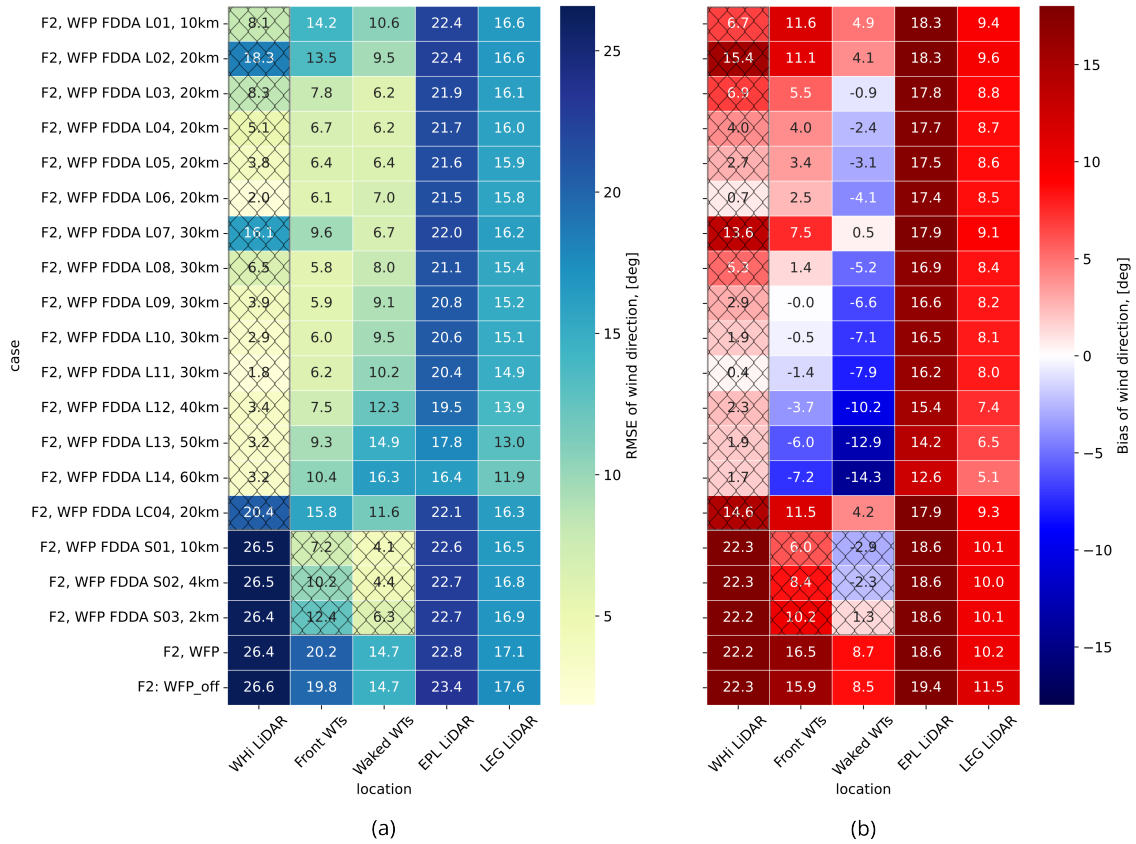 F2, WFP FDDA L01, 10km 8.1 14.2 10.6 22.4 16.6
F2, WFP FDDA L02, 20km 18.3 13.5 9.5 22.4 16.6
F2, WFP FDDA L03, 20km 8.3 7.8 6.2 21.9 16.1
F2, WFP FDDA L04, 20km 5.1 6.7 6.2 21.7 16.0
F2, WFP FDDA L05, 20km 3.8 6.4 6.4 21.6 15.9
F2, WFP FDDA L06, 20km 2.0 6.1 7.0 21.5 15.8
F2, WFP FDDA L07, 30km 16.1 9.6 6.7 22.0 16.2
F2, WFP FDDA L08, 30km 6.5 5.8 8.0 21.1 15.4
F2, WFP FDDA L09, 30km 3.9 5.9 9.1 20.8 15.2
F2, WFP FDDA L10, 30km 2.9 6.0 9.5 20.6 15.1
F2, WFP FDDA L11, 30km 1.8 6.2 10.2 20.4 14.9
F2, WFP FDDA L12, 40km 3.4 7.5 12.3 19.5 13.9
F2, WFP FDDA L13, 50km 3.2 9.3 14.9 17.8 13.0
F2, WFP FDDA L14, 60km 3.2 10.4 16.3 16.4 11.9
F2, WFP FDDA LC04, 20km 20.4 15.8 11.6 22.1 16.3
F2, WFP FDDA S01, 10km 26.5 7.2 4.1 22.6 16.5
F2, WFP FDDA S02, 4km 26.5 10.2 4.4 22.7 16.8
F2, WFP FDDA S03, 2km 26.4 12.4 6.3 22.7 16.9
F2, WFP 26.4 20.2 14.7 22.8 17.1
F2: WFP_off 26.6 19.8 14.7 23.4 17.6
case
WHi LiDAR Front WTs Waked WTs EPL LiDAR LEG LiDAR
location
25
20
15
10
5
RMSE of wind direction, [deg]
(a)
6.7 11.6 4.9 18.3 9.4
15.4 11.1 4.1 18.3 9.6
5.5 -0.9 17.8 8.8
4.0 4.0 -2.4 17.7 8.7
2.7 3.4 -3.1 17.5 8.6
0.7 2.5 -4.1 17.4 8.5
13.6 7.5 0.5 17.9 9.1
5.3 1.4 -5.2 16.9 8.4
2.9 -0.0 -6.6 16.6 8.2
1.9 -0.5 -7.1 16.5 8.1
0.4 -1.4 -7.9 16.2 8.0
2.3 -3.7 -10.2 15.4 7.4
1.9 -6.0 -12.9 14.2 6.5
1.7 -7.2 -14.3 12.6 5.1
14.6 11.5 4.2 17.9 9.3
22.3 6.0 -2.9 18.6 10.1
22.3 8.4 -2.3 18.6 10.0
22.2 10.2 1.3 18.6 10.1
22.2 16.5 8.7 18.6 10.2
22.3 15.9 8.5 19.4 11.5
WHi LiDAR Front WTs Waked WTs EPL LiDAR LEG LiDAR
location
15
10
5
0
−5
−10
−15
Bias of wind direction, [deg]
(b)